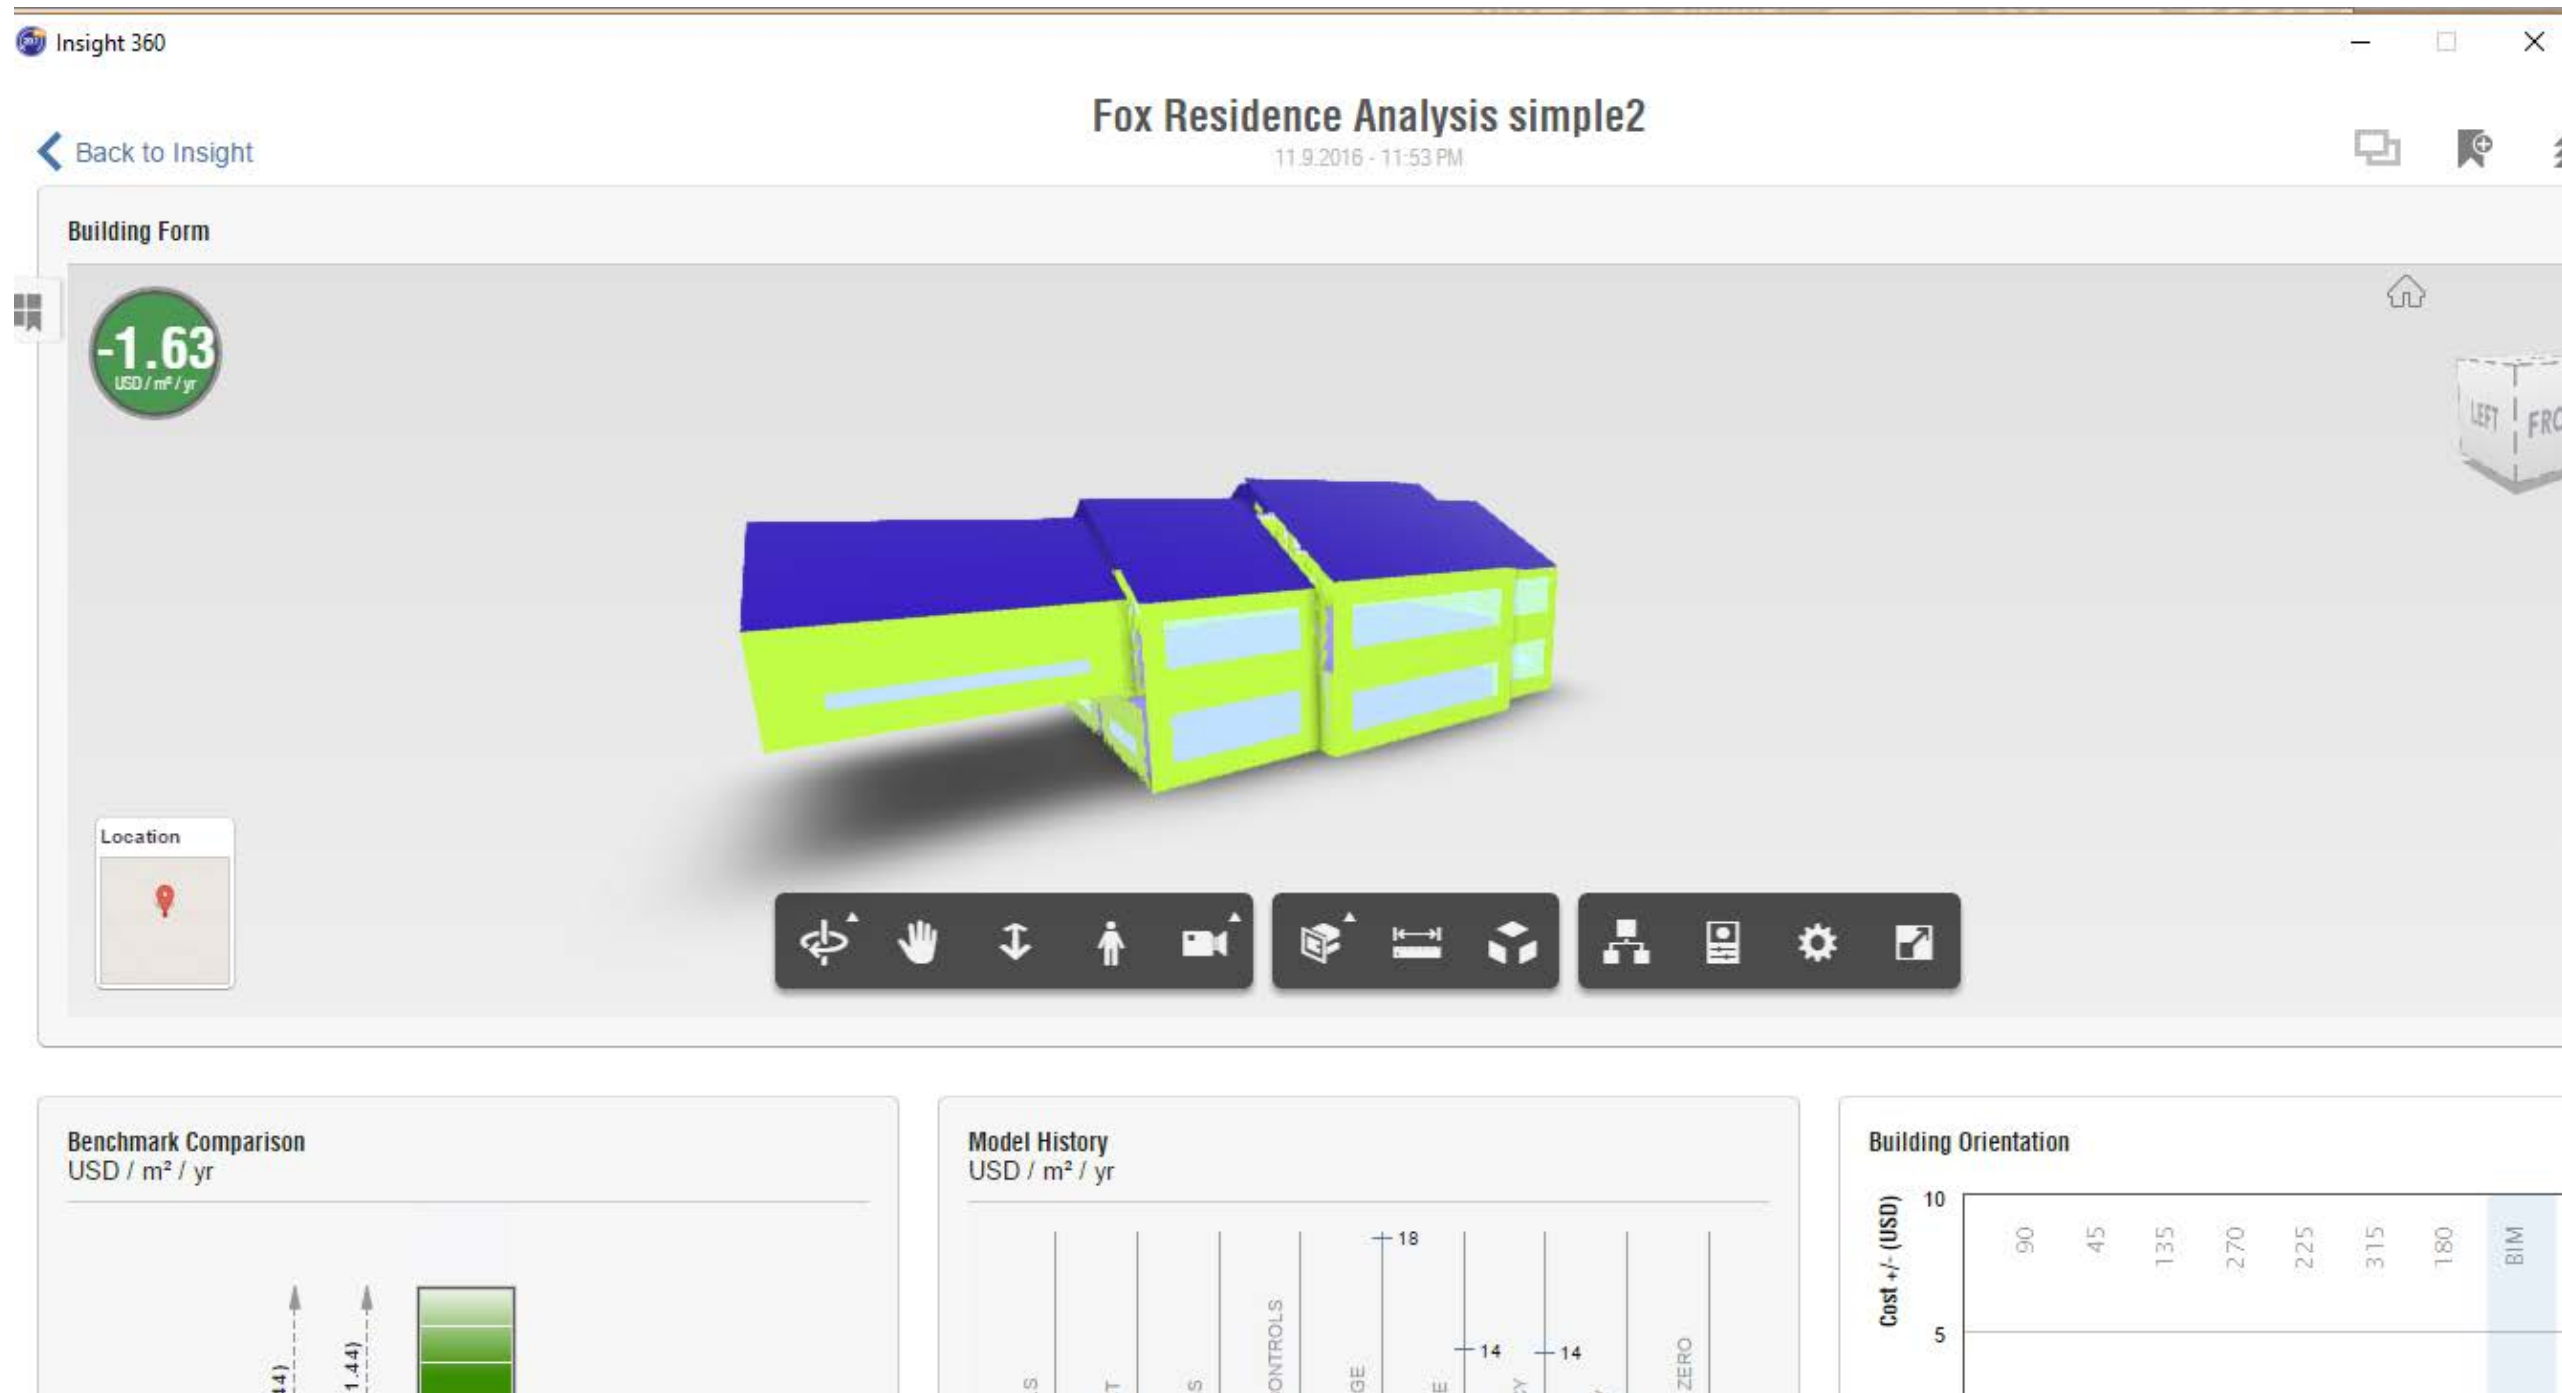 Insight 360
Fox Residence Analysis simple2
11.9.2016 - 11:53 PM
Back to Insight
Building Form
-1.63
USD / m² / yr
LEFT
Location
Benchmark Comparison
USD / m² / yr
1.44)
Model History
USD / m² / yr
18
14
14
ZERO
Building Orientation
Cost +/- (USD)
10
5
90
45
135
270
225
315
180
BIM